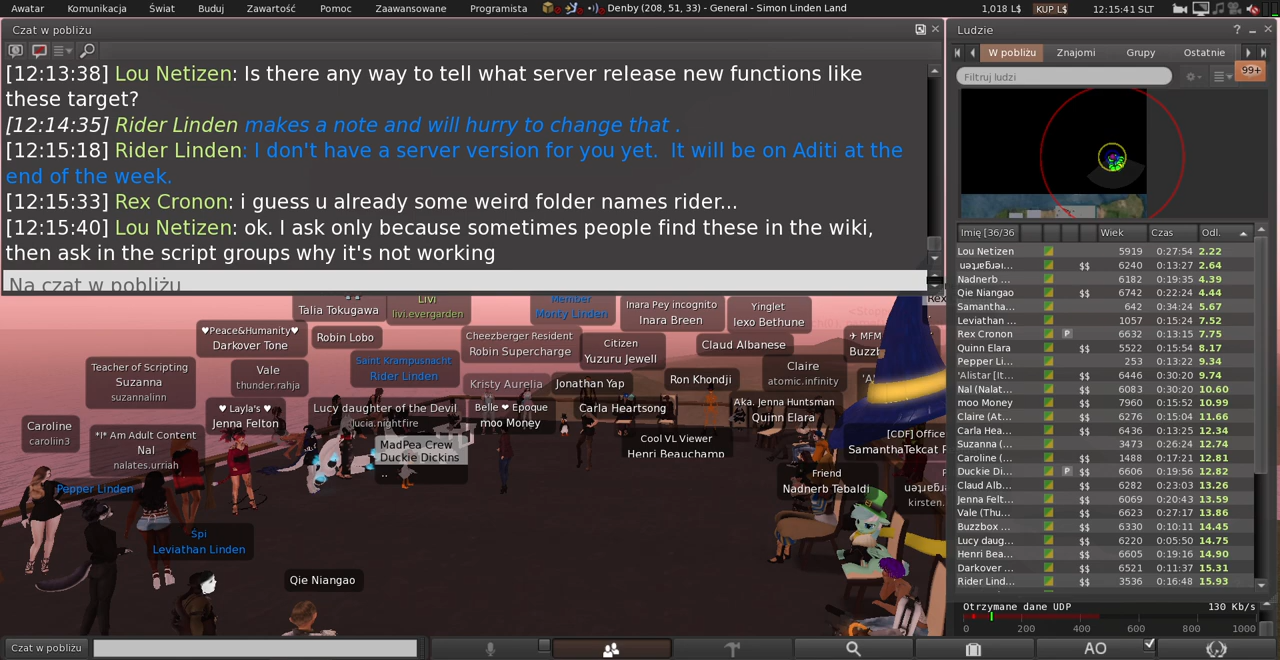 Awatar Komunikacja Świat Buduj Zawartość Pomoc Zaawansowane Programista Denby (208, 51, 33) - General - Simon Linden Land 1,018 L$ KUP L$ 12:15:41 SLT
Czat w pobliżu
[12:13:38] Lou Netizen: Is there any way to tell what server release new functions like
these target?
[12:14:35] Rider Linden makes a note and will hurry to change that .
[12:15:18] Rider Linden: I don't have a server version for you yet. It will be on Aditi at the
end of the week.
[12:15:33] Rex Cronon: i guess u already some weird folder names rider...
[12:15:40] Lou Netizen: ok. I ask only because sometimes people find these in the wiki,
then ask in the script groups why it's not working
Na czat w pobliżu
Talia Tokugawa
Livi
livi.evergarden
Member
Monty Linden
Inara Pey incognito
Inara Breen
Yinglet
Iexo Bethune
Rex
♥Peace&Humanity♥
Darkover Tone
Robin Lobo
Cheezberger Resident
Robin Supercharge
Citizen
Yuzuru Jewell
Claud Albanese
✈ MFM
Buzzb
Saint Krampusnacht
Rider Linden
Teacher of Scripting
Suzanna
suzannalinn
Vale
thunder.rahja
Kristy Aurelia
Jonathan Yap
Ron Khondji
Claire
atomic.infinity
'A'
♥ Layla's ♥
Jenna Felton
Lucy daughter of the Devil
lucia.nightfire
Belle ❤ Epoque
moo Money
Carla Heartsong
Aka. Jenna Huntsman
Quinn Elara
Caroline
caroliin3
*I* Am Adult Content
Nal
nalates.urriah
MadPea Crew
Duckie Dickins
..
Cool VL Viewer
Henri Beauchamp
[CDF] Office
SamanthaTekcat F
Friend
Nadnerb Tebaldi
kirsten.
Pepper Linden
Śpi
Leviathan Linden
Qie Niangao
Czat w pobliżu
Ludzie
W pobliżu Znajomi Grupy Ostatnie
Filtruj ludzi
99+
Imię [36/36 Wiek Czas Odl.
Lou Netizen 5919 0:27:54 2.22
$$ 6240 0:13:27 2.64
Nadnerb ... 6182 0:19:35 4.39
Qie Niangao $$ 6742 0:22:24 4.44
Samantha... 642 0:34:24 5.67
Leviathan ... 1057 0:15:24 7.52
Rex Cronon P 6632 0:13:15 7.75
Quinn Elara $$ 5522 0:15:54 8.17
Pepper Li... 253 0:13:22 9.34
'Alistar [It... $$ 6446 0:30:20 9.74
Nal (Nalat... $$ 6083 0:30:20 10.60
moo Money $$ 7960 0:15:52 10.99
Claire (At... $$ 6276 0:15:04 11.66
Carla Hea... $$ 6436 0:13:25 12.34
Suzanna (... 3473 0:26:24 12.74
Caroline (... $$ 1488 0:17:21 12.81
Duckie Di... P $$ 6606 0:19:56 12.82
Claud Alb... $$ 6282 0:23:03 13.26
Jenna Felt... $$ 6069 0:20:43 13.59
Vale (Thu... $$ 6623 0:27:17 13.86
Buzzbox ... $$ 6330 0:10:11 14.45
Lucy daug... $$ 6220 0:05:50 14.75
Henri Bea... $$ 6605 0:19:16 14.90
Darkover ... $$ 6521 0:11:37 15.31
Rider Lind... $$ 3536 0:16:48 15.93
Otrzymane dane UDP 130 Kb/s
0 200 400 600 800 1000
AO